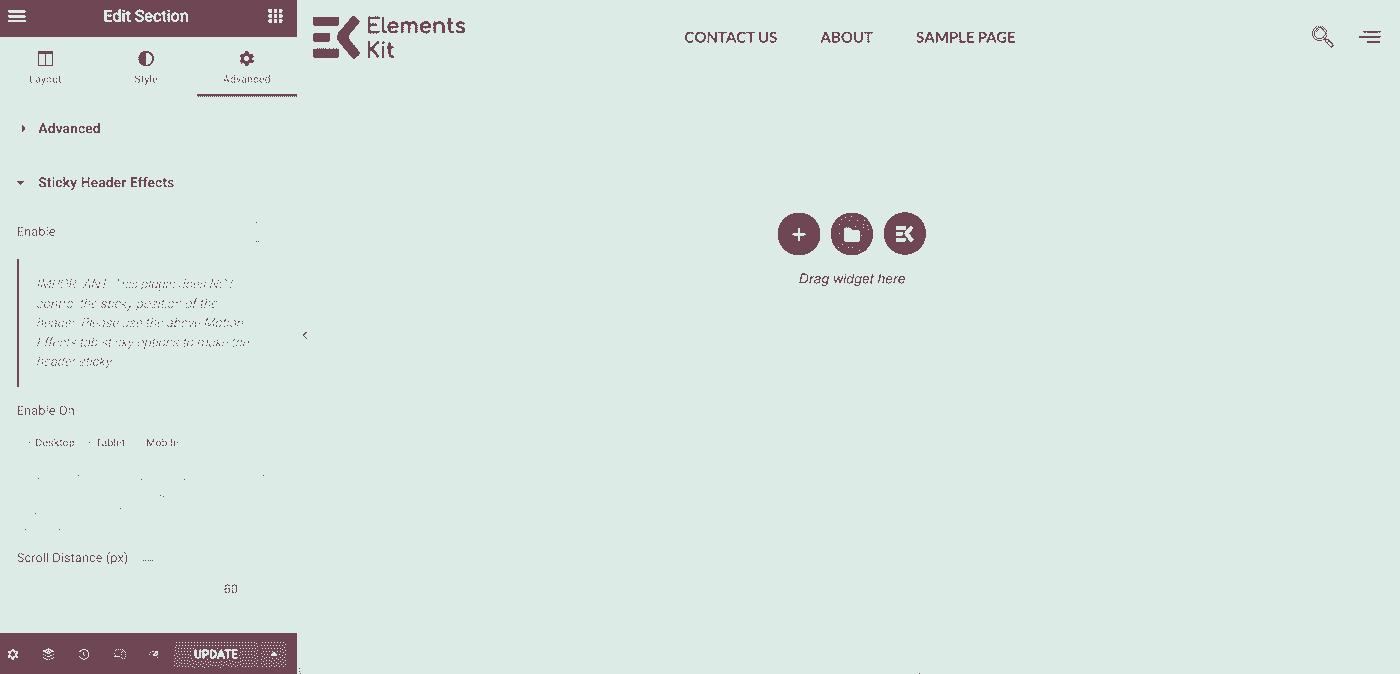 Edit Section
Layout
Style
Advanced
Advanced
Sticky Header Effects
Enable
IMPORTANT: This plugin does NOT
control the sticky position of the
header. Please use the above Motion
Effects tab sticky options to make the
header sticky.
Enable On
Desktop Tablet Mobile
Scroll Distance (px)
60
UPDATE
Elements
Kit
CONTACT US
ABOUT
SAMPLE PAGE
Drag widget here